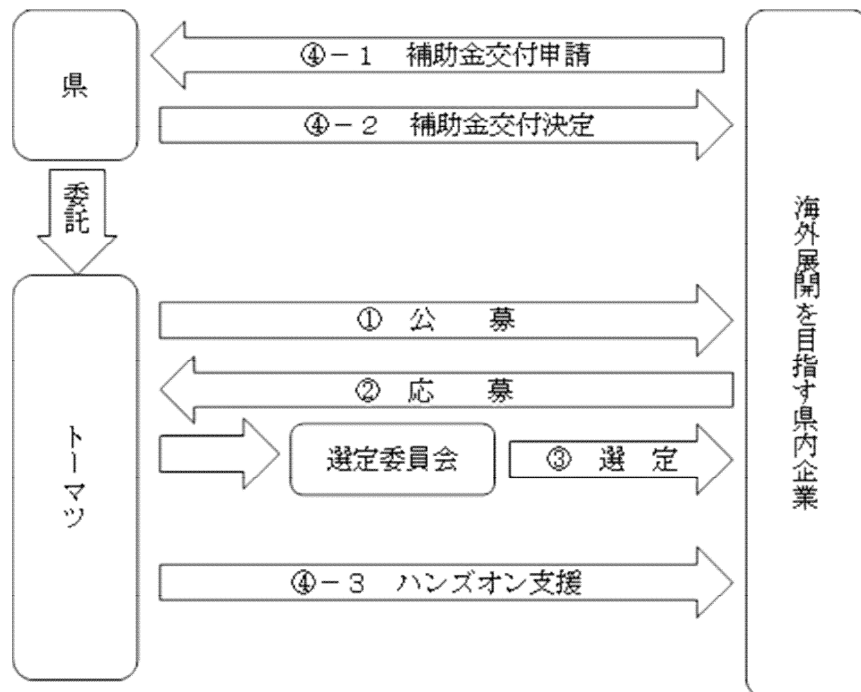 ④－１　補助金交付申請
県
④－２　補助金交付決定
委託
海外展開を目指す県内企業
①　公　　募
②　応　　募
トーマツ
選定委員会
③　選　定
④－３　ハンズオン支援